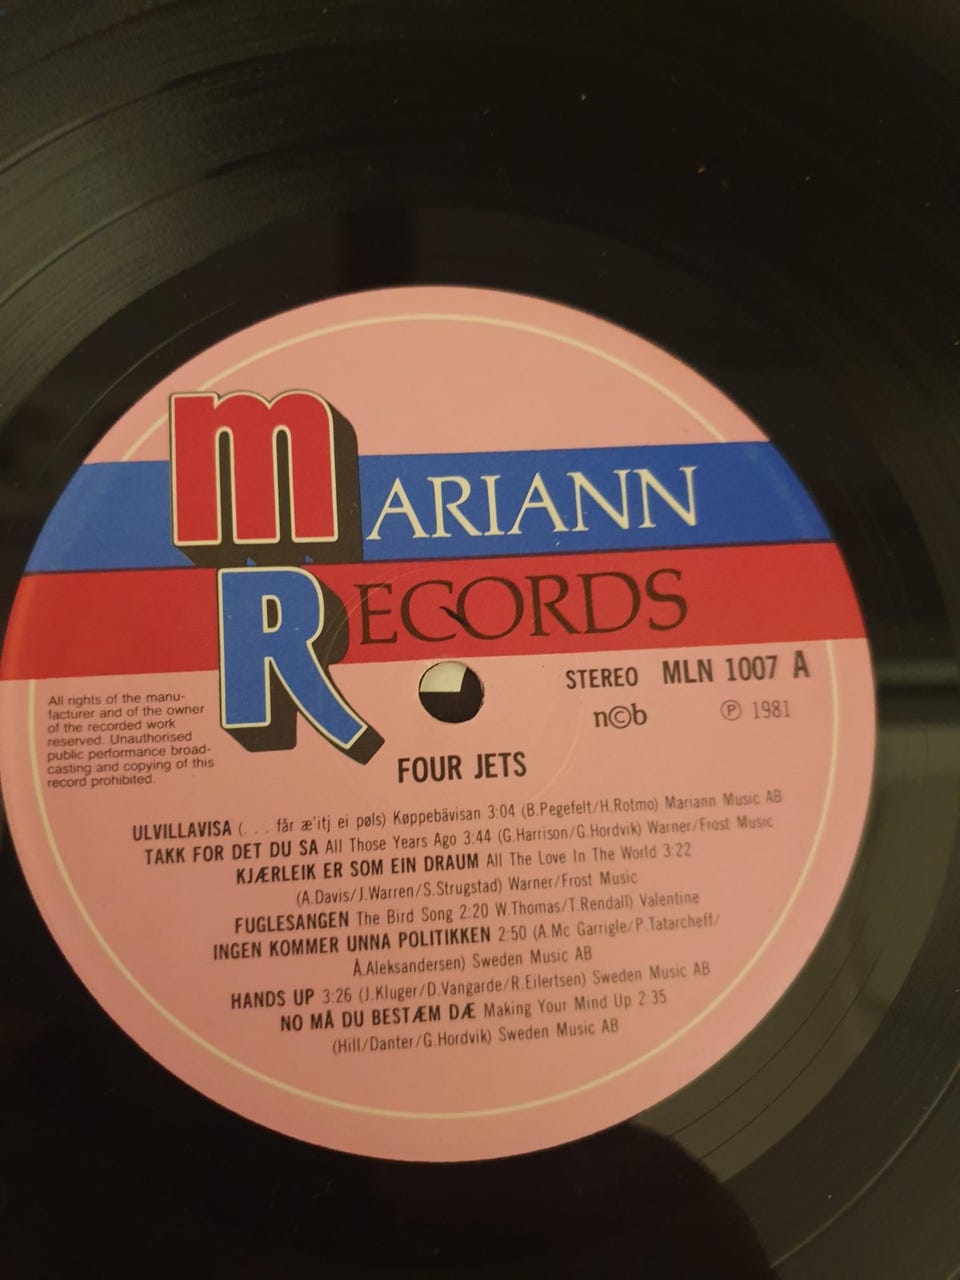 MARIANN
RECORDS
STEREO MLN 1007 A
n©b ℗ 1981
All rights of the manu-
facturer and of the owner
of the recorded work
reserved. Unauthorised
public performance broad-
casting and copying of this
record prohibited.
FOUR JETS
ULVILLAVISA (. . . får æ'itj ei pøls) Køppebävisan 3:04 (B.Pegefelt/H.Rotmo) Mariann Music AB
TAKK FOR DET DU SA All Those Years Ago 3:44 (G.Harrison/G.Hordvik) Warner/Frost Music
KJÆRLEIK ER SOM EIN DRAUM All The Love In The World 3:22
(A.Davis/J.Warren/S.Strugstad) Warner/Frost Music
FUGLESANGEN The Bird Song 2:20 W.Thomas/T.Rendall) Valentine
INGEN KOMMER UNNA POLITIKKEN 2:50 (A.Mc Garrigle/P.Tatarcheff/
Å.Aleksandersen) Sweden Music AB
HANDS UP 3:26 (J.Kluger/D.Vangarde/R.Eilertsen) Sweden Music AB
NO MÅ DU BESTÆM DÆ Making Your Mind Up 2:35
(Hill/Danter/G.Hordvik) Sweden Music AB